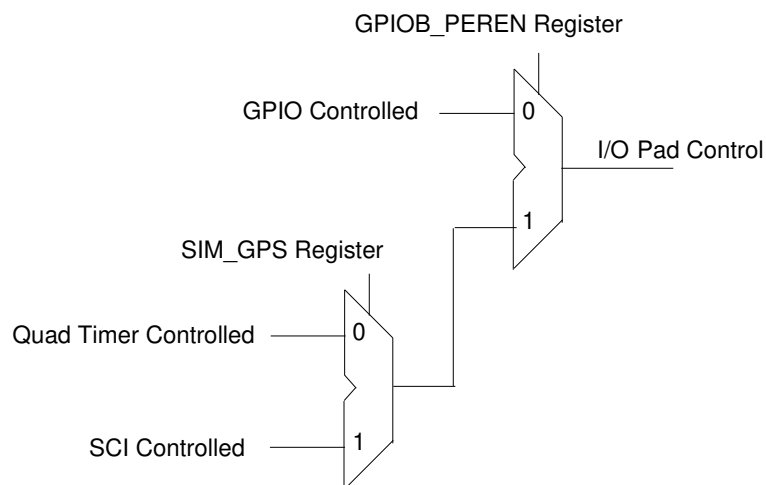 GPIOB_PEREN Register
GPIO Controlled
0
I/O Pad Control
1
SIM_GPS Register
Quad Timer Controlled
0
SCI Controlled
1